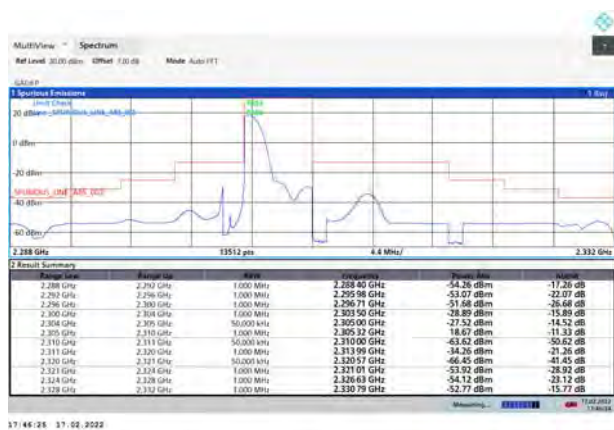 MultiView
Spectrum
Ref Level 30.00 dBm Offset 7.00 dB Mode Auto FFT
1 Spurious Emissions
Limit Check
20 dBm
0 dBm
-20 dBm
-40 dBm
-60 dBm
SPURIOUS_LINE_ABS_002
2.288 GHz 13512 pts 4.4 MHz/ 2.332 GHz
2 Result Summary
Range Low Range Up RBW Frequency Power Abs ΔLimit
2.288 GHz 2.292 GHz 1.000 MHz 2.288 40 GHz -54.26 dBm -17.26 dB
2.292 GHz 2.296 GHz 1.000 MHz 2.295 98 GHz -53.07 dBm -22.07 dB
2.296 GHz 2.300 GHz 1.000 MHz 2.296 71 GHz -51.68 dBm -26.68 dB
2.300 GHz 2.304 GHz 1.000 MHz 2.303 50 GHz -28.89 dBm -15.89 dB
2.304 GHz 2.305 GHz 50.000 kHz 2.305 00 GHz -27.52 dBm -14.52 dB
2.305 GHz 2.310 GHz 1.000 MHz 2.305 32 GHz 18.67 dBm -11.33 dB
2.310 GHz 2.311 GHz 50.000 kHz 2.310 00 GHz -63.62 dBm -50.62 dB
2.311 GHz 2.320 GHz 1.000 MHz 2.313 99 GHz -34.26 dBm -21.26 dB
2.320 GHz 2.321 GHz 50.000 kHz 2.320 57 GHz -66.45 dBm -41.45 dB
2.321 GHz 2.324 GHz 1.000 MHz 2.321 01 GHz -53.92 dBm -28.92 dB
2.324 GHz 2.328 GHz 1.000 MHz 2.326 63 GHz -54.12 dBm -23.12 dB
2.328 GHz 2.332 GHz 1.000 MHz 2.330 79 GHz -52.77 dBm -15.77 dB
Measuring... 17.02.2022
17:46:26 17.02.2022